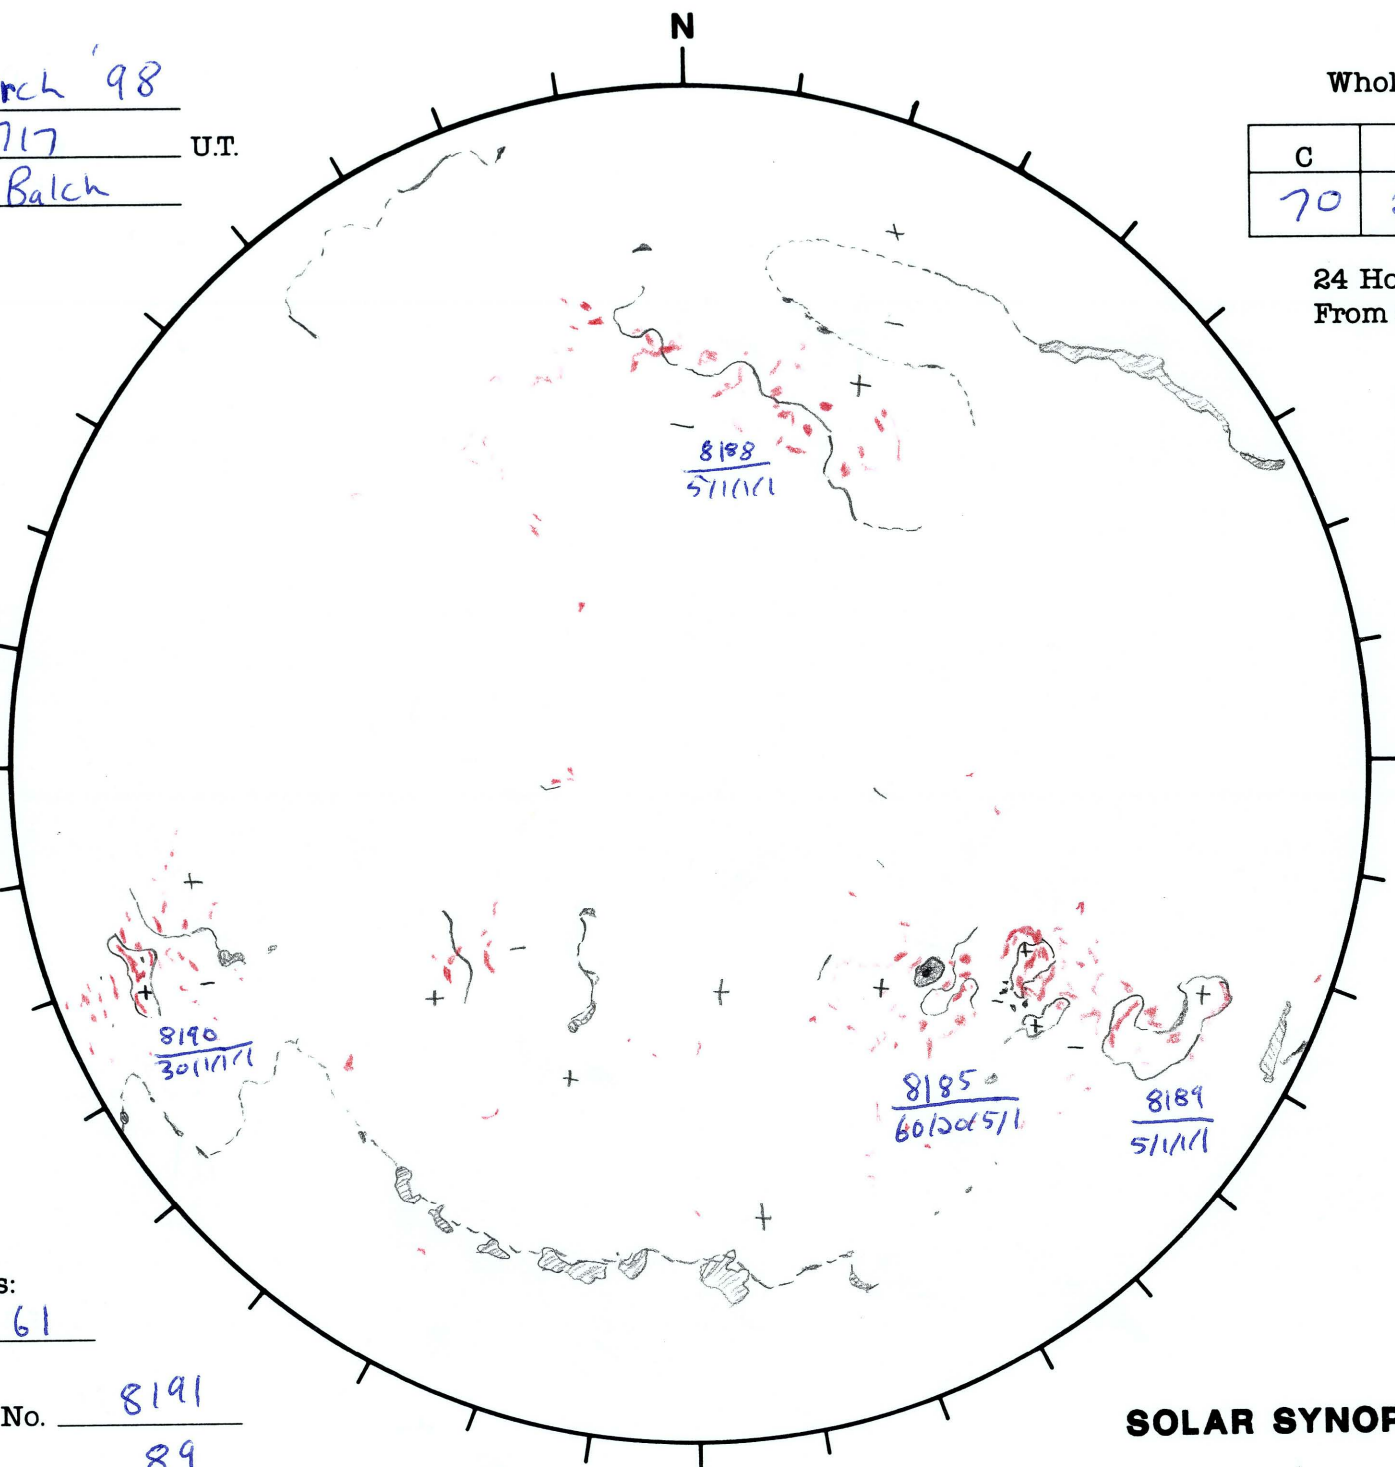 N
rch '98
717 U.T.
Balch
Whol
C
70
24 Ho
From
+
−
+
−
8188
5/1/1/1
+
−
+
8190
30/1/1/1
+
−
+
+
+
+
+
−
+
8185
60/20/5/1
8189
5/1/1/1
+
s:
61
No. 8191
89
SOLAR SYNOP